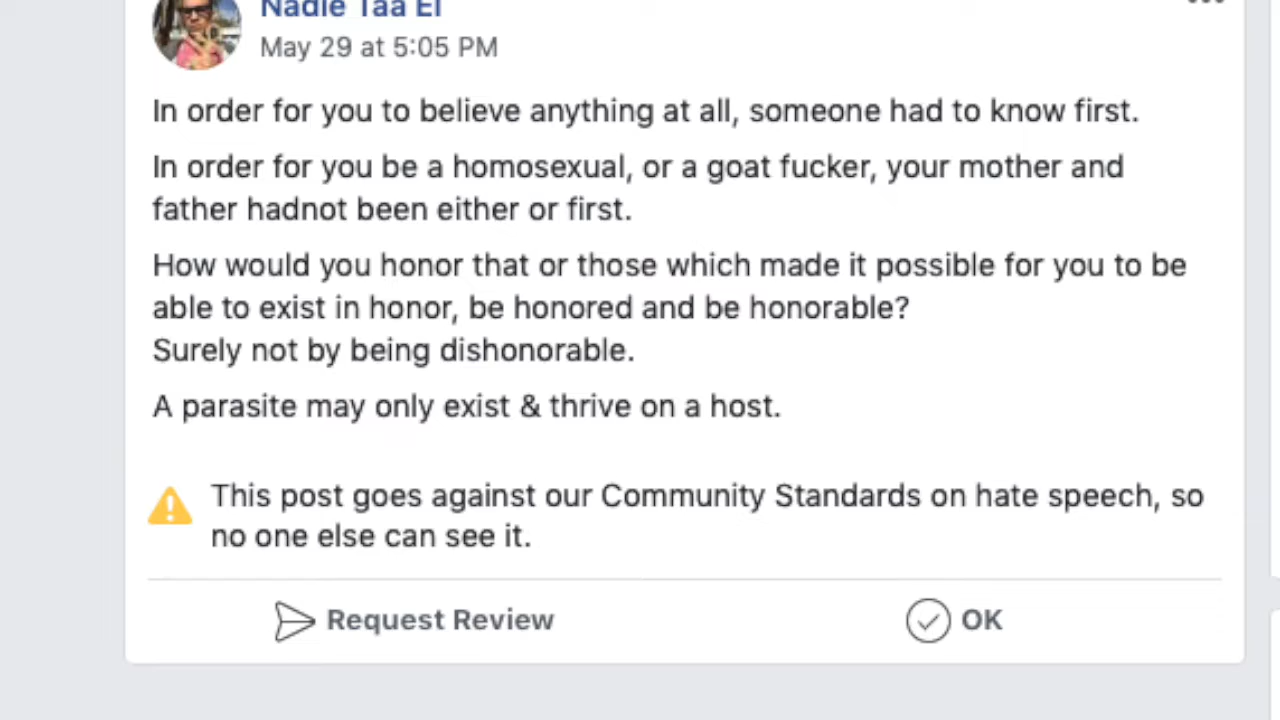 Nadie Taa El
May 29 at 5:05 PM
In order for you to believe anything at all, someone had to know first.
In order for you be a homosexual, or a goat fucker, your mother and
father hadnot been either or first.
How would you honor that or those which made it possible for you to be
able to exist in honor, be honored and be honorable?
Surely not by being dishonorable.
A parasite may only exist & thrive on a host.
This post goes against our Community Standards on hate speech, so
no one else can see it.
Request Review
OK